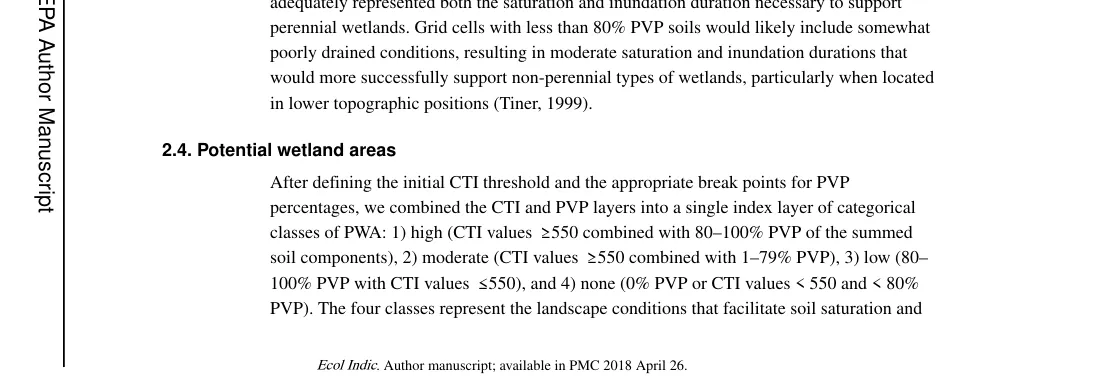 adequately represented both the saturation and inundation duration necessary to support
perennial wetlands. Grid cells with less than 80% PVP soils would likely include somewhat
poorly drained conditions, resulting in moderate saturation and inundation durations that
would more successfully support non-perennial types of wetlands, particularly when located
in lower topographic positions (Tiner, 1999).
2.4. Potential wetland areas
After defining the initial CTI threshold and the appropriate break points for PVP
percentages, we combined the CTI and PVP layers into a single index layer of categorical
classes of PWA: 1) high (CTI values ≥550 combined with 80–100% PVP of the summed
soil components), 2) moderate (CTI values ≥550 combined with 1–79% PVP), 3) low (80–
100% PVP with CTI values ≤550), and 4) none (0% PVP or CTI values < 550 and < 80%
PVP). The four classes represent the landscape conditions that facilitate soil saturation and
Ecol Indic. Author manuscript; available in PMC 2018 April 26.
EPA Author Manuscript